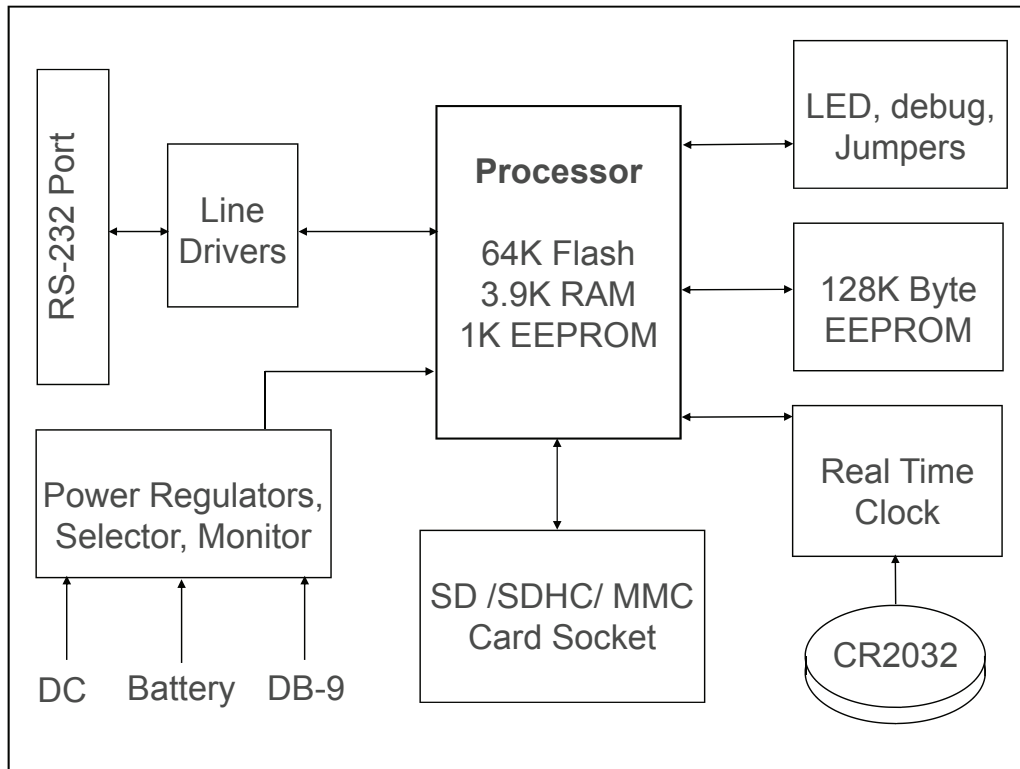 RS-232 Port
Line
Drivers
Processor
64K Flash
3.9K RAM
1K EEPROM
LED, debug,
Jumpers
128K Byte
EEPROM
Real Time
Clock
CR2032
Power Regulators,
Selector, Monitor
DC
Battery
DB-9
SD /SDHC/ MMC
Card Socket